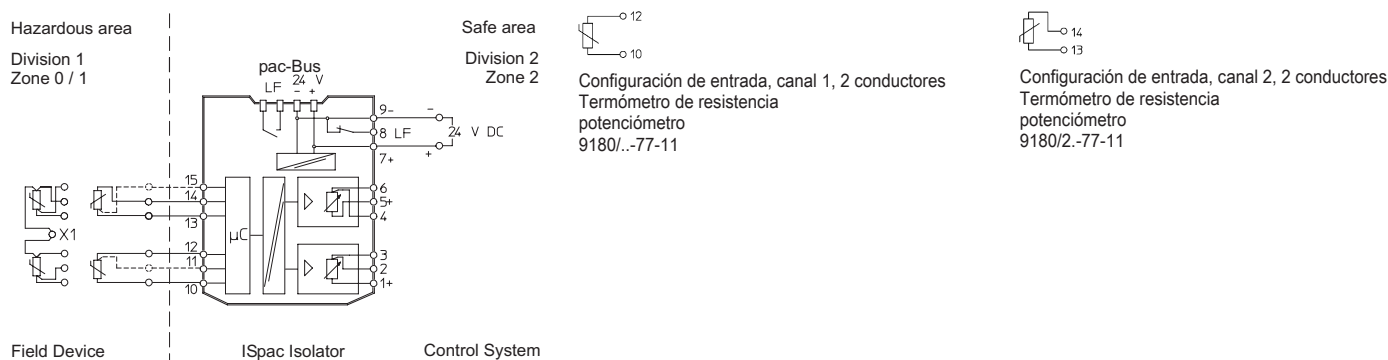 Hazardous area
Safe area
Division 1
Zone 0 / 1
Division 2
Zone 2
pac-Bus
LF 24 V
- +
9-
-
8 LF
24 V DC
7+
+
15
14
13
X1
12
11
10
µC
6
5+
4
3
2
1+
Field Device
ISpac Isolator
Control System
12
10
Configuración de entrada, canal 1, 2 conductores
Termómetro de resistencia
potenciómetro
9180/..-77-11
14
13
Configuración de entrada, canal 2, 2 conductores
Termómetro de resistencia
potenciómetro
9180/2.-77-11